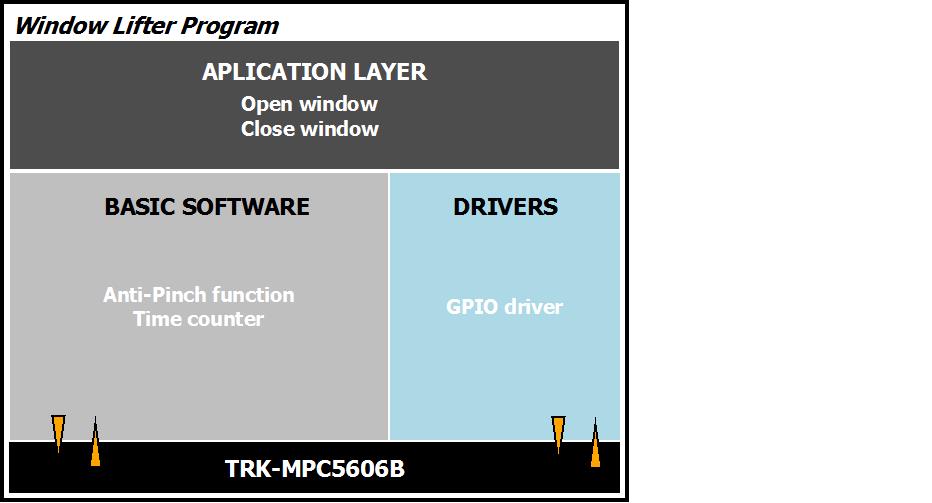 Window Lifter Program
APLICATION LAYER
Open window
Close window
BASIC SOFTWARE
Anti-Pinch function
Time counter
DRIVERS
GPIO driver
TRK-MPC5606B